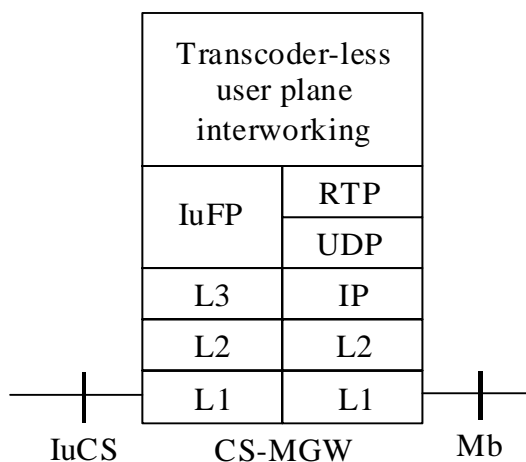 Transcoder-less
user plane
interworking
IuFP
RTP
UDP
L3
IP
L2
L2
L1
L1
IuCS
CS-MGW
Mb